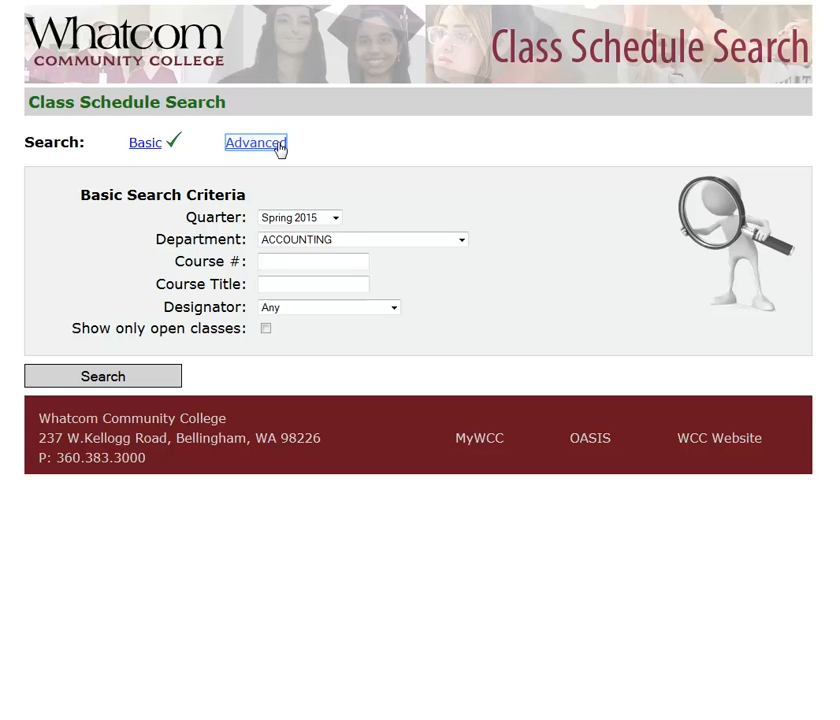 Whatcom
COMMUNITY COLLEGE
Class Schedule Search
Class Schedule Search
Search: Basic Advanced
Basic Search Criteria
Quarter: Spring 2015
Department: ACCOUNTING
Course #:
Course Title:
Designator: Any
Show only open classes:
Search
Whatcom Community College
237 W.Kellogg Road, Bellingham, WA 98226 MyWCC OASIS WCC Website
P: 360.383.3000